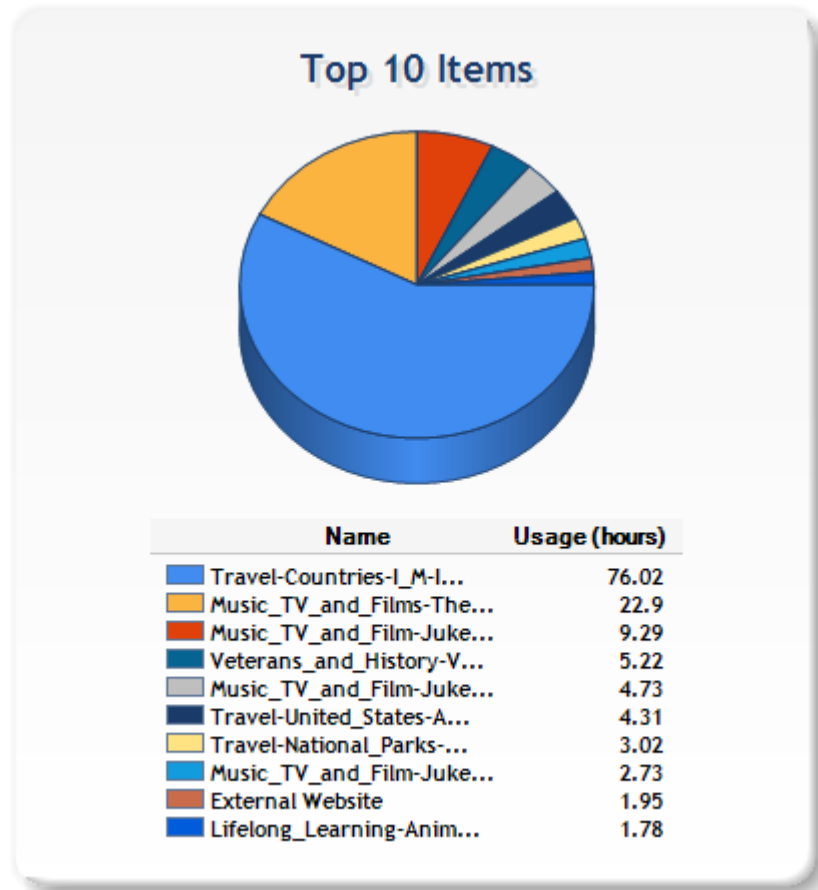 Top 10 Items
Name Usage (hours)
Travel-Countries-I_M-I... 76.02
Music_TV_and_Films-The... 22.9
Music_TV_and_Film-Juke... 9.29
Veterans_and_History-V... 5.22
Music_TV_and_Film-Juke... 4.73
Travel-United_States-A... 4.31
Travel-National_Parks-... 3.02
Music_TV_and_Film-Juke... 2.73
External Website 1.95
Lifelong_Learning-Anim... 1.78